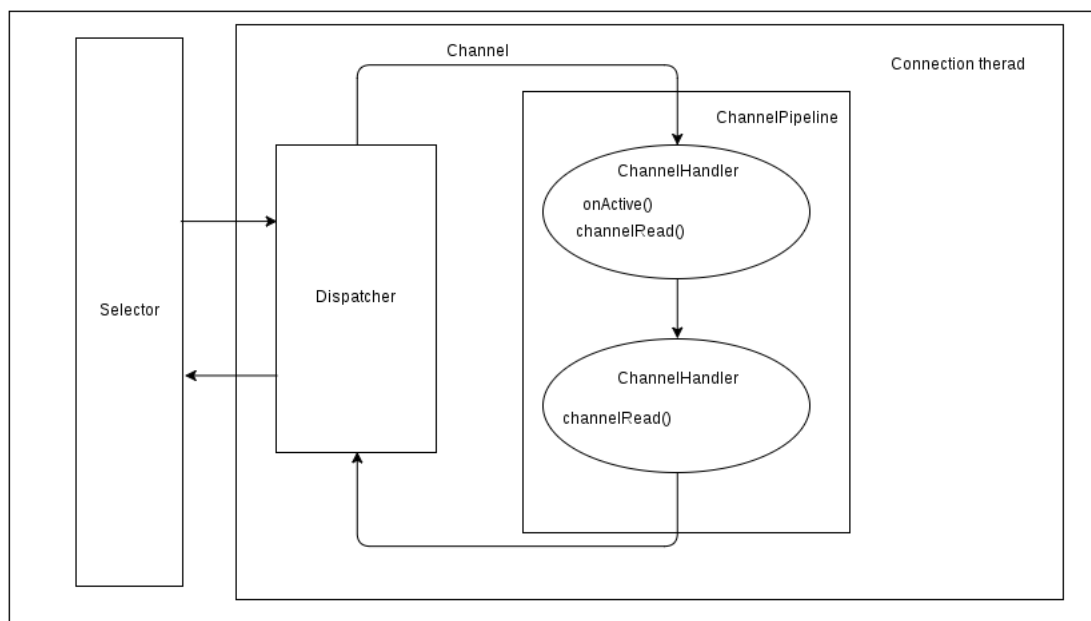 Channel
Connection therad
ChannelPipeline
ChannelHandler
onActive()
channelRead()
Selector
Dispatcher
ChannelHandler
channelRead()